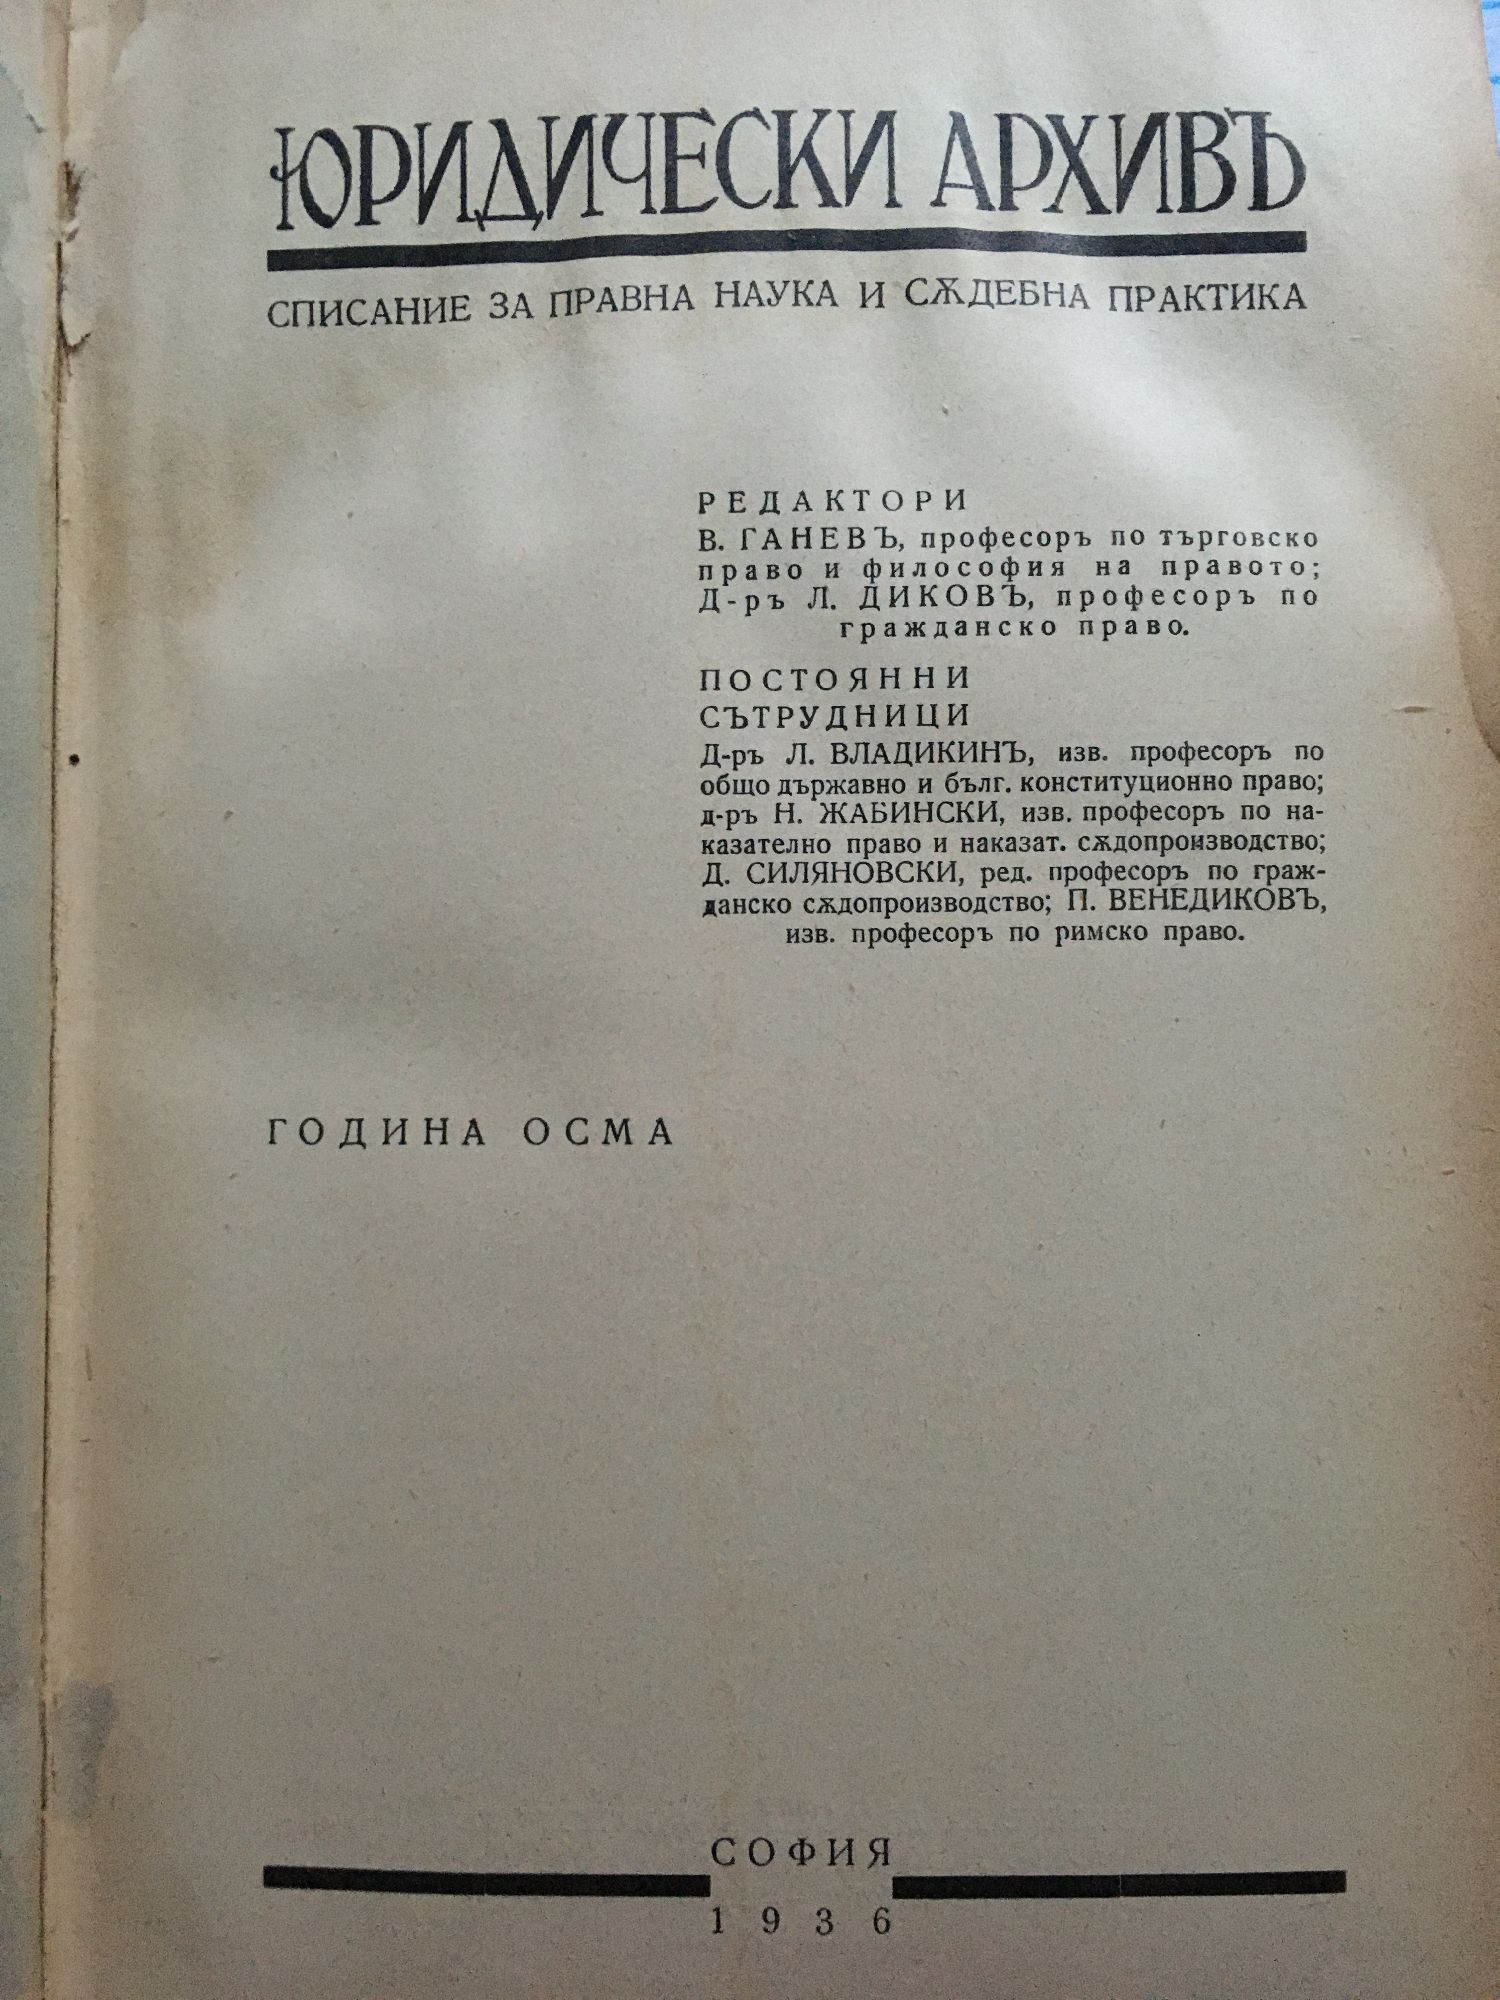 ЮРИДИЧЕСКИ АРХИВЪ
СПИСАНИЕ ЗА ПРАВНА НАУКА И СѪДЕБНА ПРАКТИКА
РЕДАКТОРИ
В. ГАНЕВЪ, професоръ по търговско
право и философия на правото;
Д-ръ Л. ДИКОВЪ, професоръ по
гражданско право.
ПОСТОЯННИ
СЪТРУДНИЦИ
Д-ръ Л. ВЛАДИКИНЪ, изв. професоръ по
общо държавно и бълг. конституционно право;
д-ръ Н. ЖАБИНСКИ, изв. професоръ по на-
казателно право и наказат. сѫдопроизводство;
Д. СИЛЯНОВСКИ, ред. професоръ по граж-
данско сѫдопроизводство; П. ВЕНЕДИКОВЪ,
изв. професоръ по римско право.
ГОДИНА ОСМА
СОФИЯ
1936